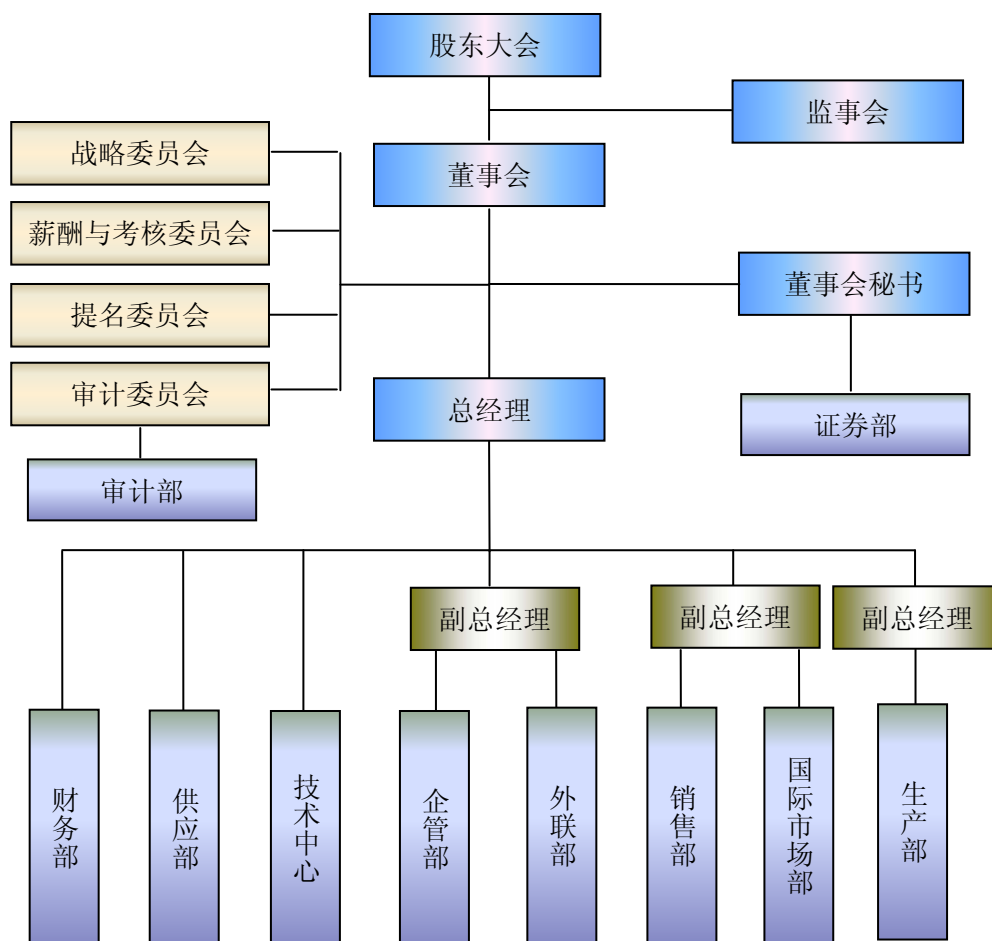 股东大会
监事会
战略委员会
董事会
薪酬与考核委员会
董事会秘书
提名委员会
审计委员会
总经理
证券部
审计部
副总经理
副总经理
副总经理
财务部
供应部
技术中心
企管部
外联部
销售部
国际市场部
生产部